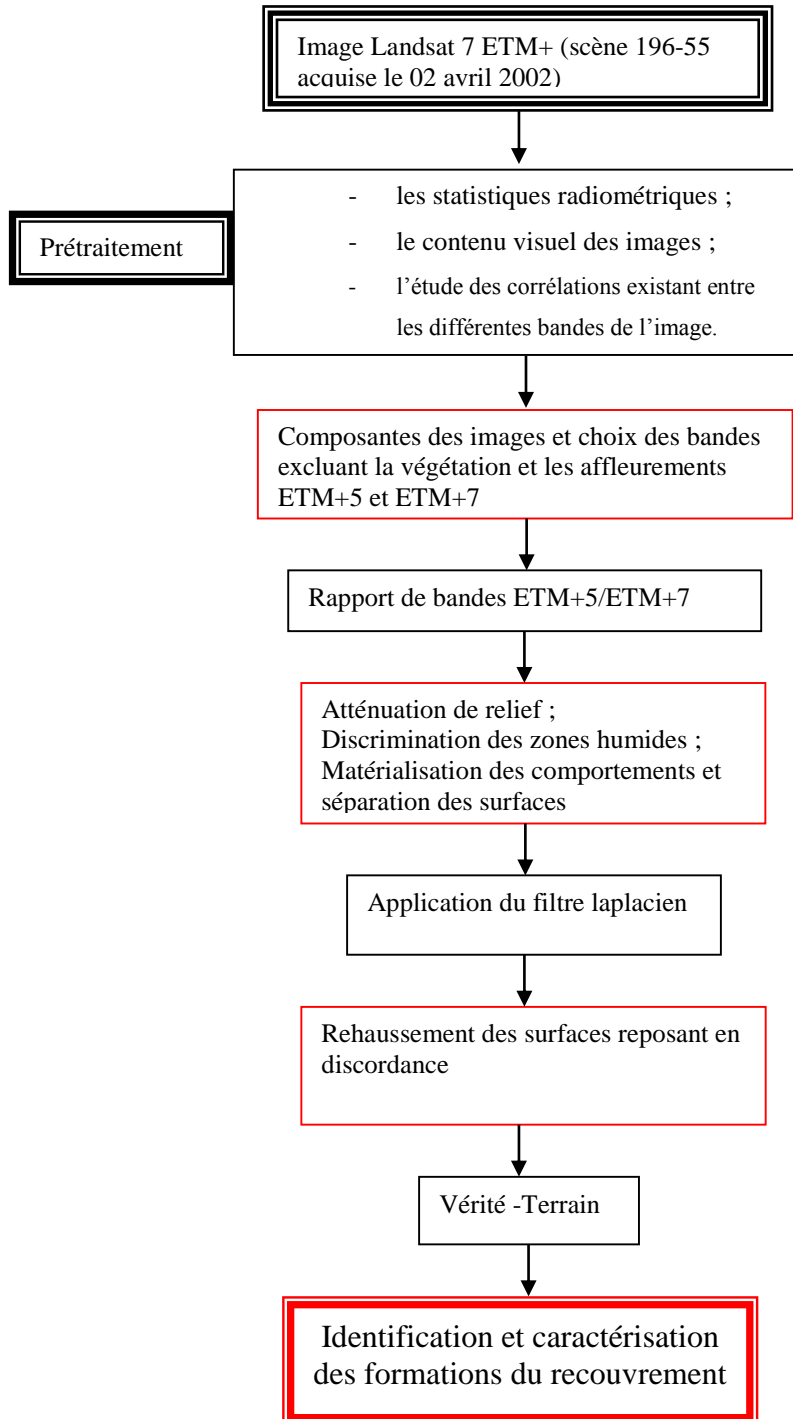 Image Landsat 7 ETM+ (scène 196-55
acquise le 02 avril 2002)
Prétraitement
- les statistiques radiométriques ;
- le contenu visuel des images ;
- l’étude des corrélations existant entre
les différentes bandes de l’image.
Composantes des images et choix des bandes
excluant la végétation et les affleurements
ETM+5 et ETM+7
Rapport de bandes ETM+5/ETM+7
Atténuation de relief ;
Discrimination des zones humides ;
Matérialisation des comportements et
séparation des surfaces
Application du filtre laplacien
Rehaussement des surfaces reposant en
discordance
Vérité -Terrain
Identification et caractérisation
des formations du recouvrement